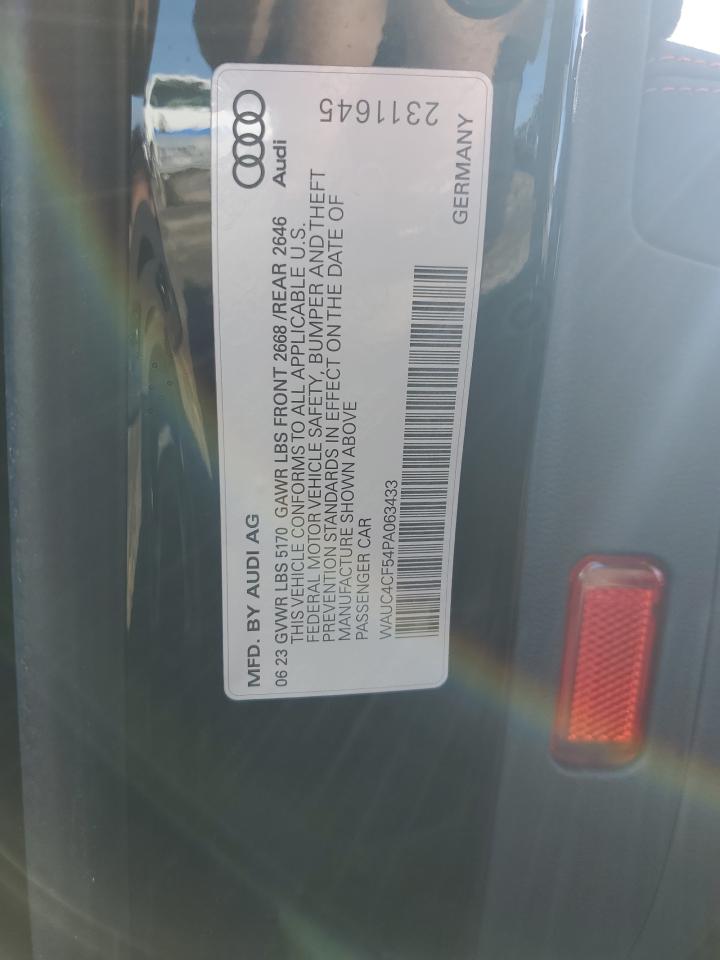 MFD. BY AUDI AG
06 23 GVWR LBS 5170 GAWR LBS FRONT 2668 /REAR 2646
THIS VEHICLE CONFORMS TO ALL APPLICABLE U.S.
FEDERAL MOTOR VEHICLE SAFETY, BUMPER AND THEFT
PREVENTION STANDARDS IN EFFECT ON THE DATE OF
MANUFACTURE SHOWN ABOVE
PASSENGER CAR
WAUC4CF54PA063433
Audi
2311645
GERMANY